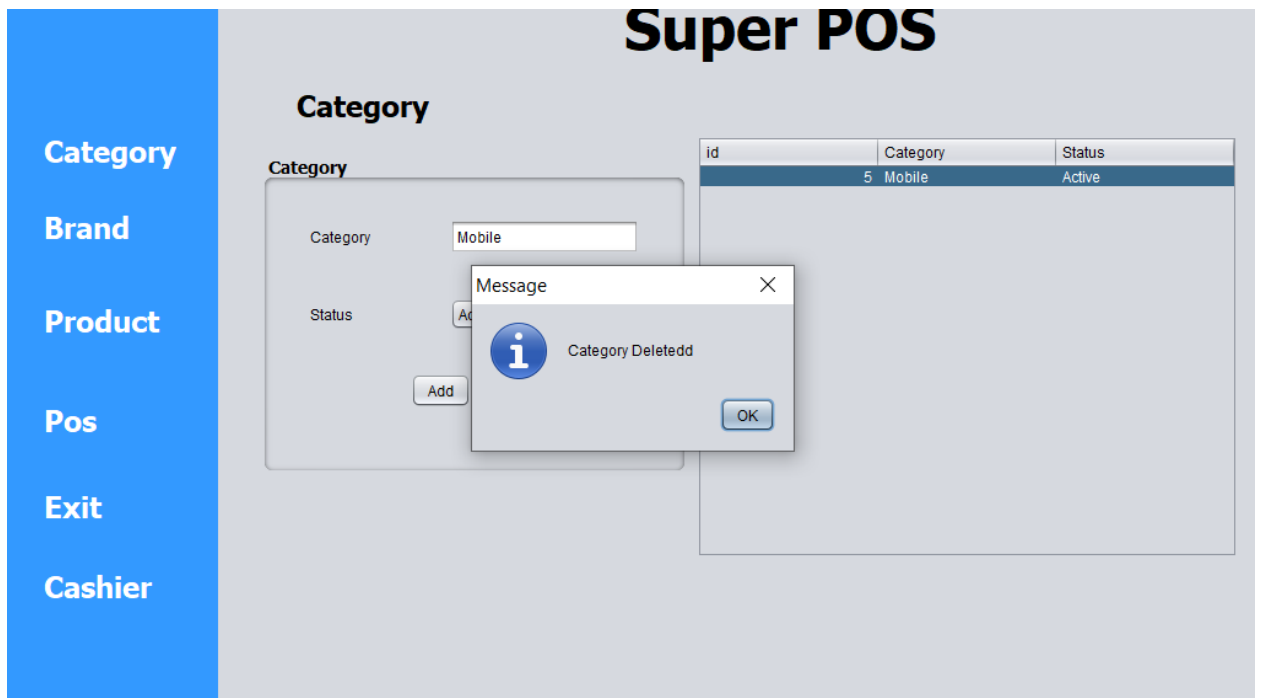 Super POS
Category
Category
Brand
Product
Pos
Exit
Cashier
Category
Category Mobile
Status
Add
id Category Status
5 Mobile Active
Message
Category Deletedd
OK